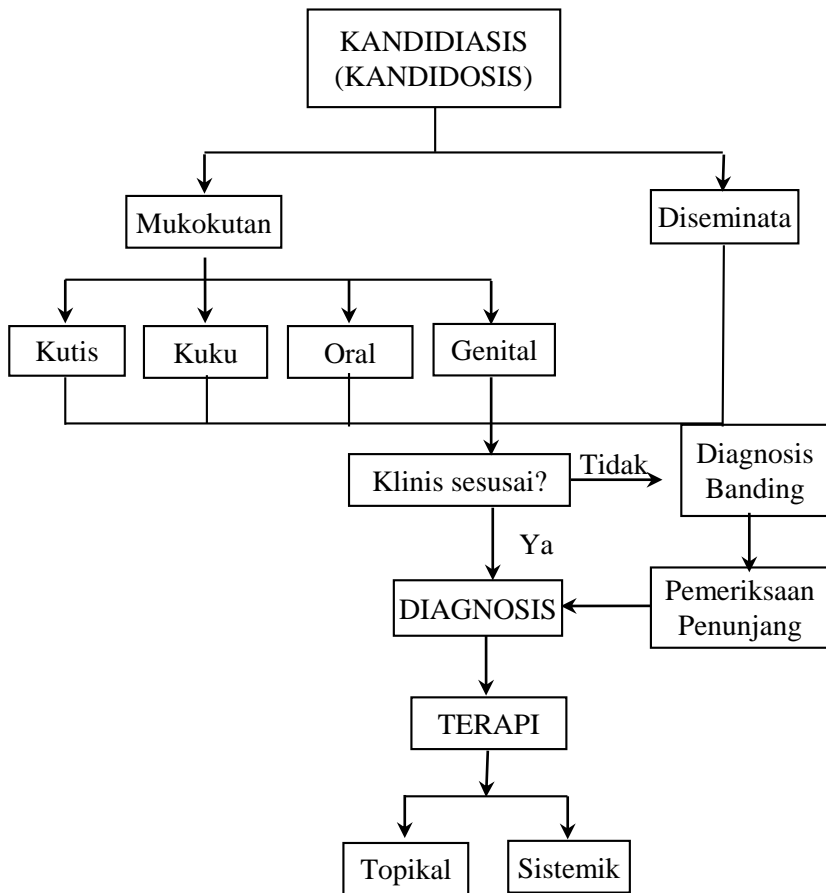 KANDIDIASIS
(KANDIDOSIS)
Mukokutan
Diseminata
Kutis
Kuku
Oral
Genital
Klinis sesusai?
Tidak
Diagnosis
Banding
Ya
DIAGNOSIS
Pemeriksaan
Penunjang
TERAPI
Topikal
Sistemik